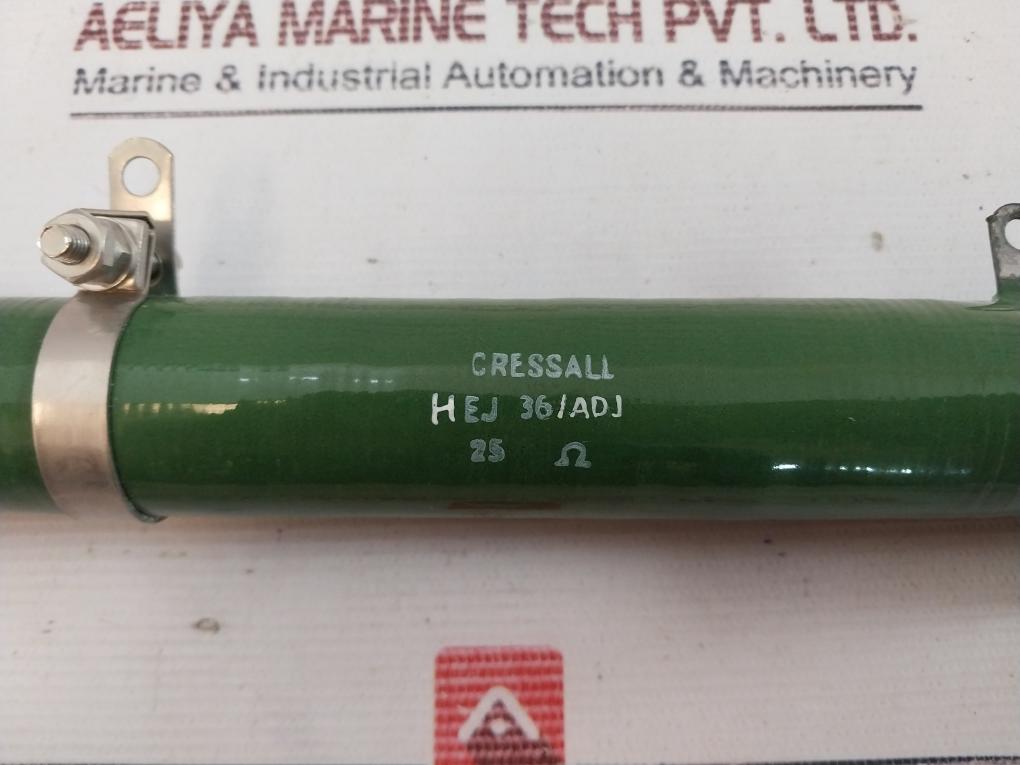 AELIYA MARINE TECH PVT. LTD.
Marine & Industrial Automation & Machinery
CRESSALL
HEJ 36/ADJ
25 Ω